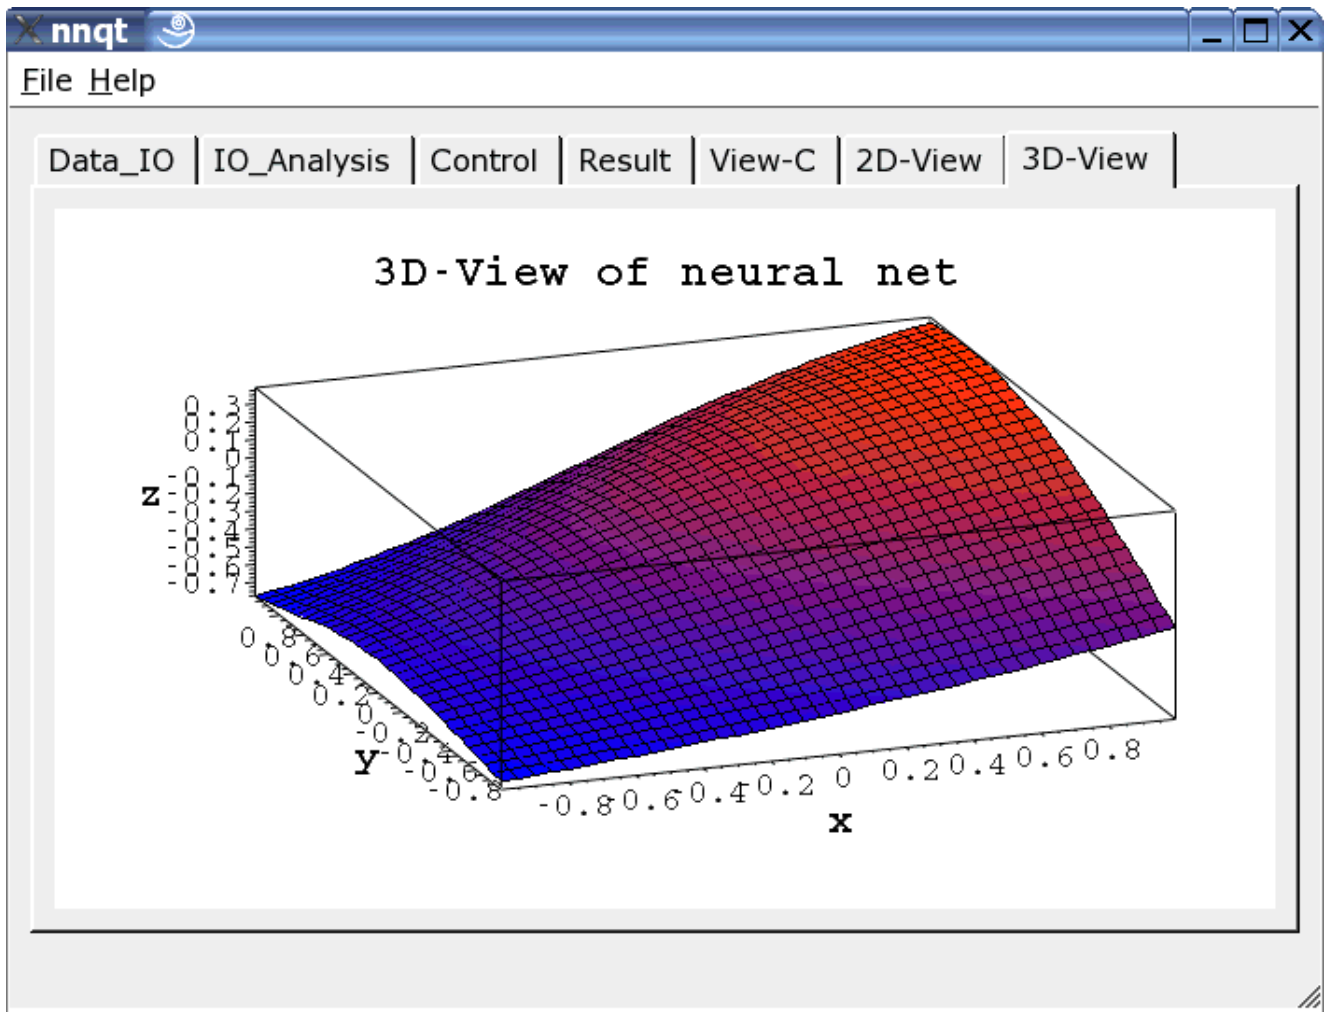 nnqt
File Help
Data_IO IO_Analysis Control Result View-C 2D-View 3D-View
3D-View of neural net
0.3
0.2
0.1
0
-0.1
-0.2
-0.3
-0.4
-0.5
-0.6
-0.7
z
0.8
0.6
0.4
0.2
0
-0.2
-0.4
-0.6
-0.8
y
-0.8 -0.6 -0.4 -0.2 0 0.2 0.4 0.6 0.8
x